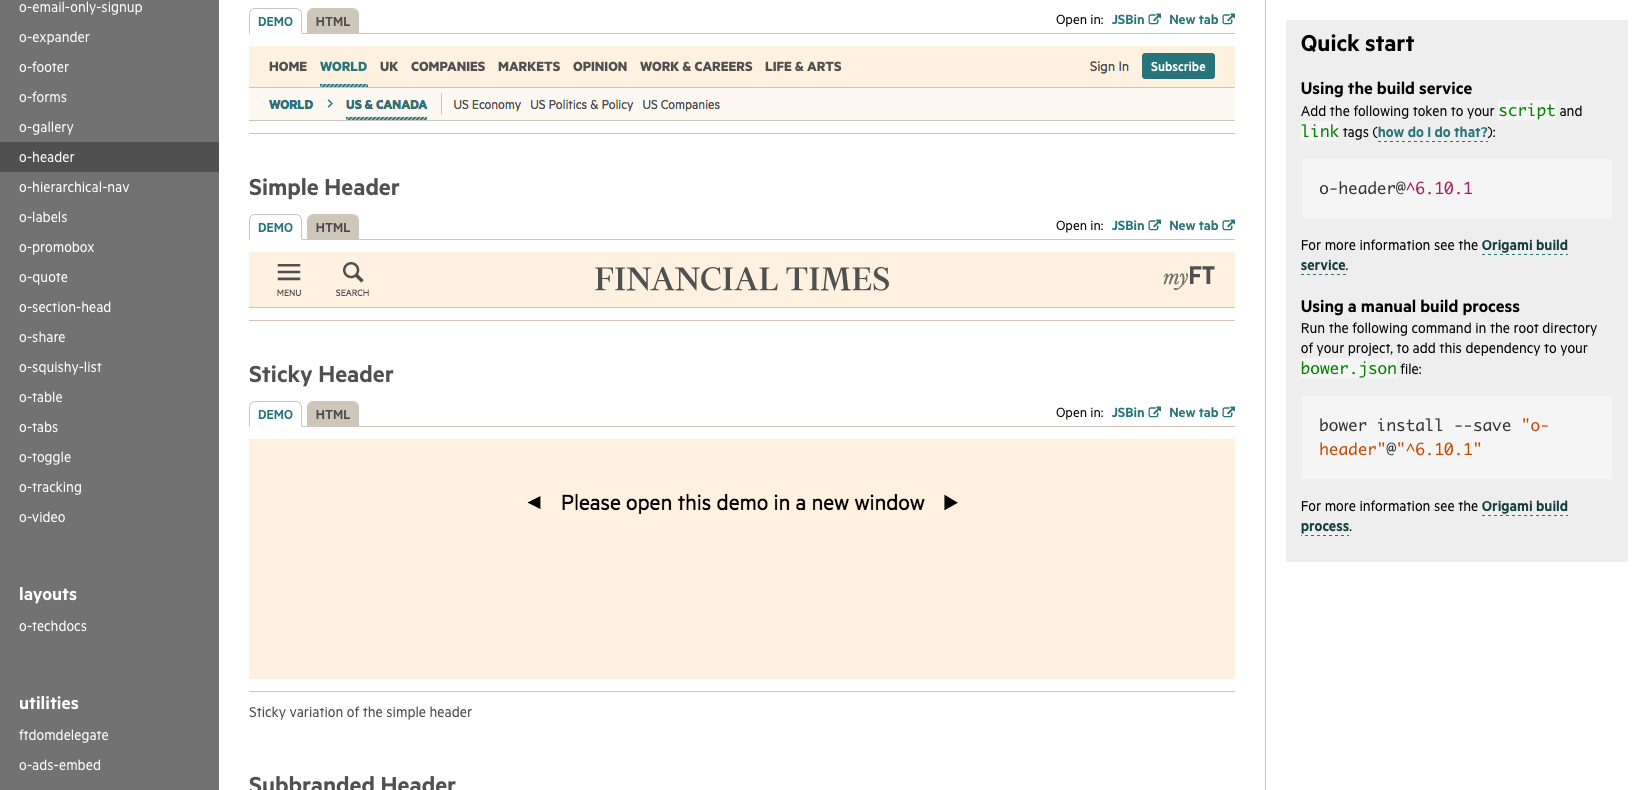 o-email-only-signup
o-expander
o-footer
o-forms
o-gallery
o-header
o-hierarchical-nav
o-labels
o-promobox
o-quote
o-section-head
o-share
o-squishy-list
o-table
o-tabs
o-toggle
o-tracking
o-video
layouts
o-techdocs
utilities
ftdomdelegate
o-ads-embed
DEMO HTML Open in: JSBin New tab
HOME WORLD UK COMPANIES MARKETS OPINION WORK & CAREERS LIFE & ARTS Sign In Subscribe
WORLD > US & CANADA US Economy US Politics & Policy US Companies
Simple Header
DEMO HTML Open in: JSBin New tab
MENU SEARCH FINANCIAL TIMES myFT
Sticky Header
DEMO HTML Open in: JSBin New tab
◀ Please open this demo in a new window ▶
Sticky variation of the simple header
Subbranded Header
Quick start
Using the build service
Add the following token to your script and
link tags (how do I do that?):
o-header@^6.10.1
For more information see the Origami build
service.
Using a manual build process
Run the following command in the root directory
of your project, to add this dependency to your
bower.json file:
bower install --save "o-
header"@"^6.10.1"
For more information see the Origami build
process.